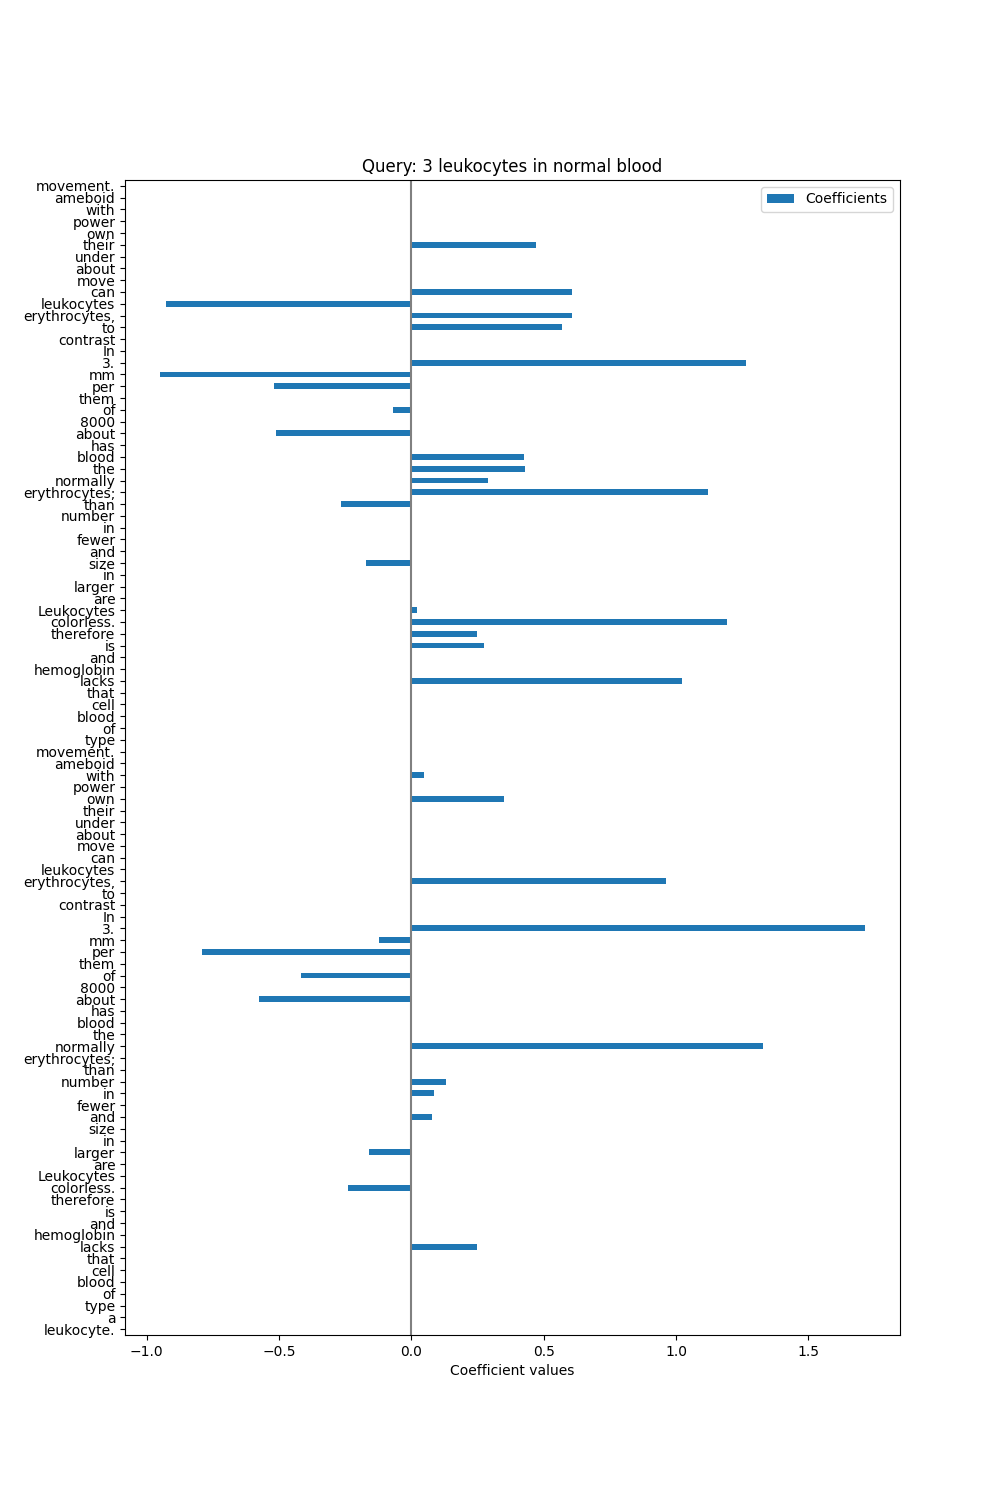 Query: 3 leukocytes in normal blood
Coefficients
movement.
ameboid
with
power
own
their
under
about
move
can
leukocytes
erythrocytes,
to
contrast
In
3.
mm
per
them
of
8000
about
has
blood
the
normally
erythrocytes;
than
number
in
fewer
and
size
in
larger
are
Leukocytes
colorless.
therefore
is
and
hemoglobin
lacks
that
cell
blood
of
type
movement.
ameboid
with
power
own
their
under
about
move
can
leukocytes
erythrocytes,
to
contrast
In
3.
mm
per
them
of
8000
about
has
blood
the
normally
erythrocytes;
than
number
in
fewer
and
size
in
larger
are
Leukocytes
colorless.
therefore
is
and
hemoglobin
lacks
that
cell
blood
of
type
a
leukocyte.
−1.0 −0.5 0.0 0.5 1.0 1.5
Coefficient values